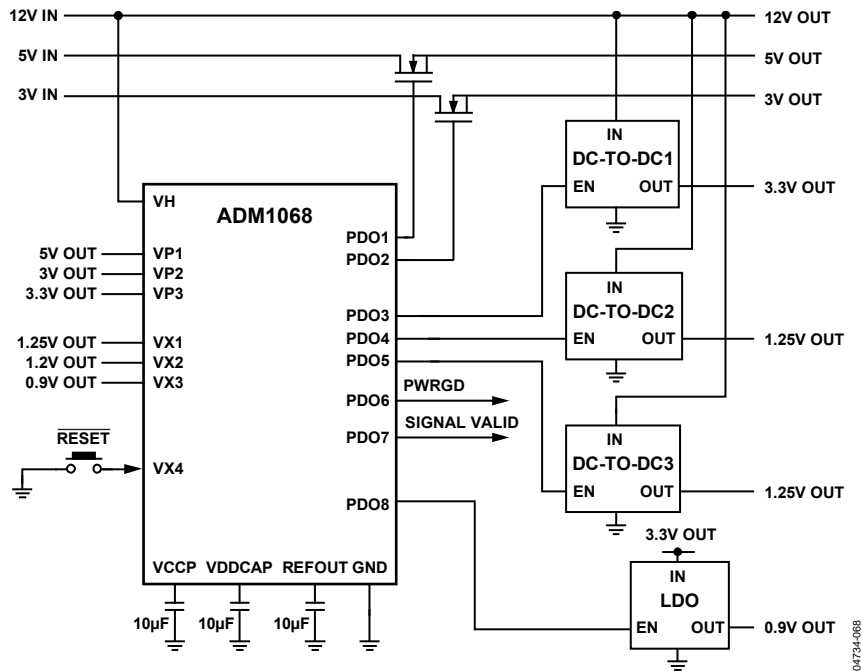 12V IN
12V OUT
5V IN
5V OUT
3V IN
3V OUT
IN
DC-TO-DC1
EN
OUT
3.3V OUT
VH
ADM1068
PDO1
PDO2
5V OUT
VP1
3V OUT
VP2
3.3V OUT
VP3
IN
DC-TO-DC2
EN
OUT
1.25V OUT
PDO3
PDO4
PDO5
1.25V OUT
VX1
1.2V OUT
VX2
0.9V OUT
VX3
PDO6
PWRGD
PDO7
SIGNAL VALID
RESET
VX4
IN
DC-TO-DC3
EN
OUT
1.25V OUT
PDO8
3.3V OUT
IN
LDO
EN
OUT
0.9V OUT
VCCP
VDDCAP
REFOUT
GND
10µF
10µF
10µF
04734-068